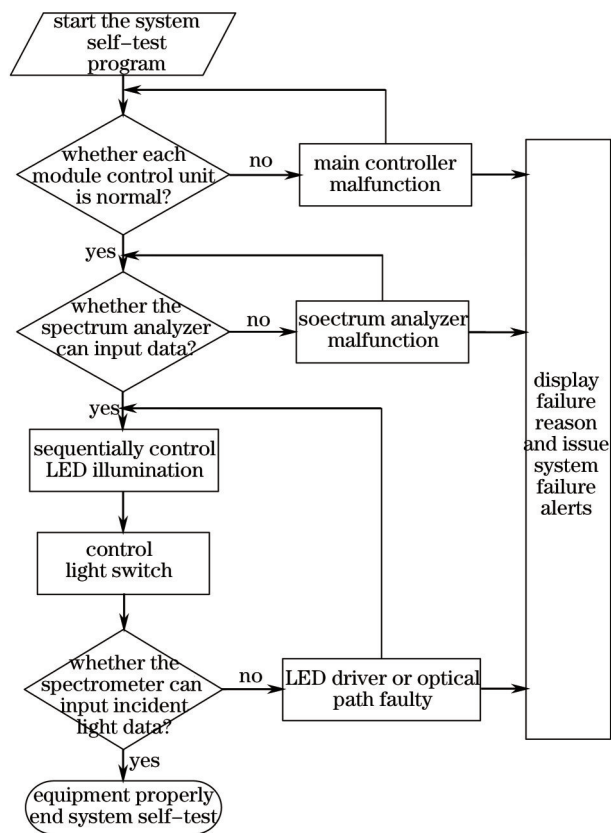 start the system
self-test
program
whether each
module control unit
is normal?
no
main controller
malfunction
yes
whether the
spectrum analyzer
can input data?
no
soectrum analyzer
malfunction
yes
sequentially control
LED illumination
control
light switch
whether the
spectrometer can
input incident
light data?
no
LED driver or optical
path faulty
yes
equipment properly
end system self-test
display
failure
reason
and issue
system
failure
alerts